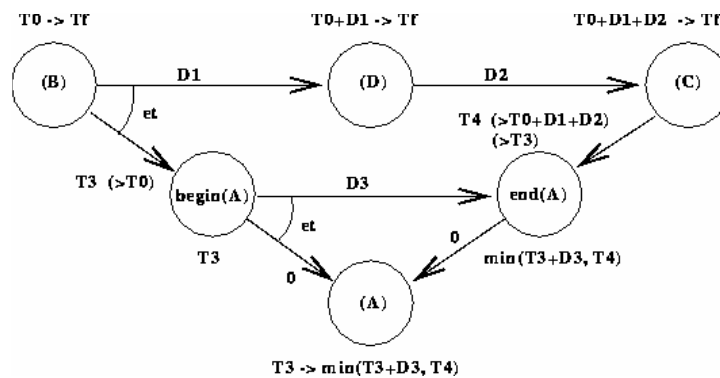 T0 -> Tf
T0+D1 -> Tf
T0+D1+D2 -> Tf
(B)
D1
(D)
D2
(C)
et
T4 (>T0+D1+D2)
(>T3)
T3 (>T0)
begin(A)
D3
end(A)
et
T3
0
0
min(T3+D3, T4)
(A)
T3 -> min(T3+D3, T4)